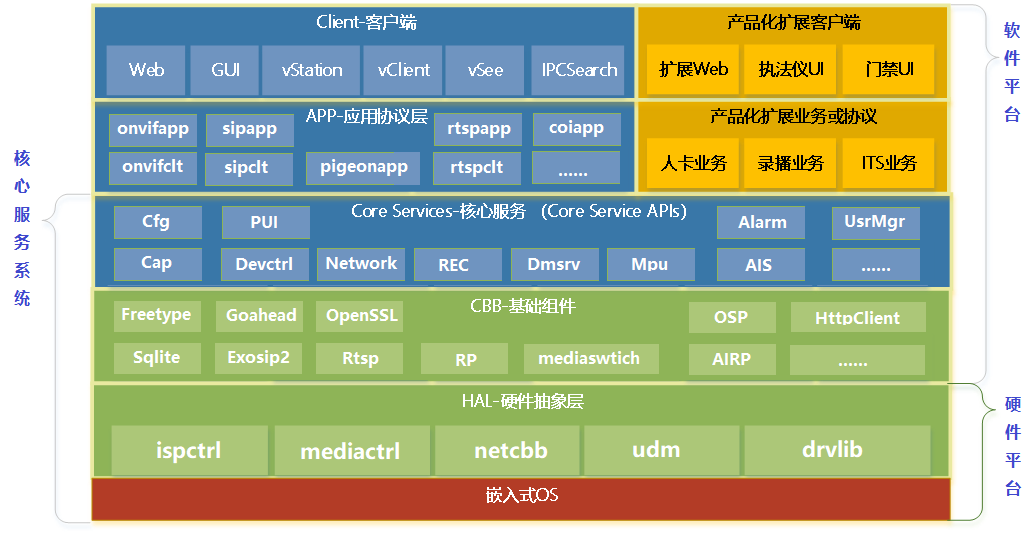 Client-客户端
产品化扩展客户端
Web
GUI
vStation
vClient
vSee
IPCSearch
扩展Web
执法仪UI
门禁UI
APP-应用协议层
产品化扩展业务或协议
onvifapp
sipapp
rtspapp
coiapp
onvifclt
sipclt
pigeonapp
rtspclt
......
人卡业务
录播业务
ITS业务
Core Services-核心服务 （Core Service APIs）
Cfg
PUI
Alarm
UsrMgr
Cap
Devctrl
Network
REC
Dmsrv
Mpu
AIS
......
CBB-基础组件
Freetype
Goahead
OpenSSL
OSP
HttpClient
Sqlite
Exosip2
Rtsp
RP
mediaswtich
AIRP
......
HAL-硬件抽象层
ispctrl
mediactrl
netcbb
udm
drvlib
嵌入式OS
核心服务系统
软件平台
硬件平台